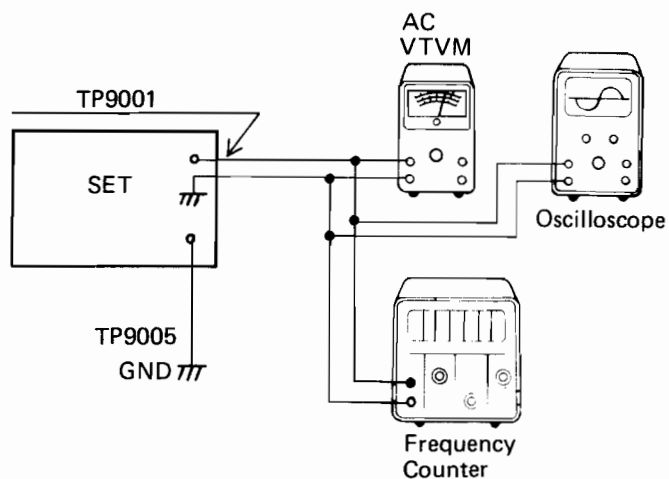 AC
VTVM
TP9001
SET
Oscilloscope
TP9005
GND
Frequency
Counter